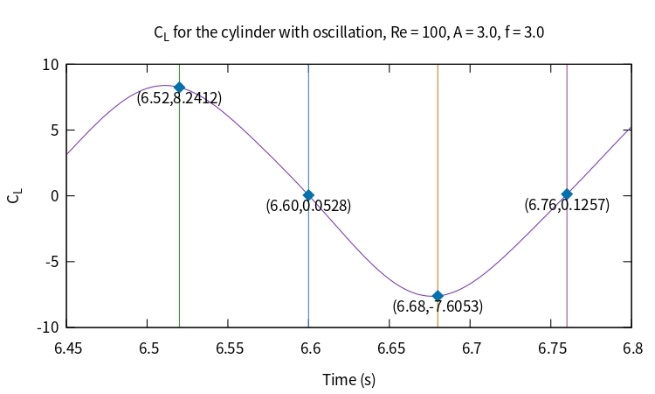 C_L for the cylinder with oscillation, Re = 100, A = 3.0, f = 3.0
10
5
0
-5
-10
C_L
(6.52,8.2412)
(6.60,0.0528)
(6.76,0.1257)
(6.68,-7.6053)
6.45 6.5 6.55 6.6 6.65 6.7 6.75 6.8
Time (s)